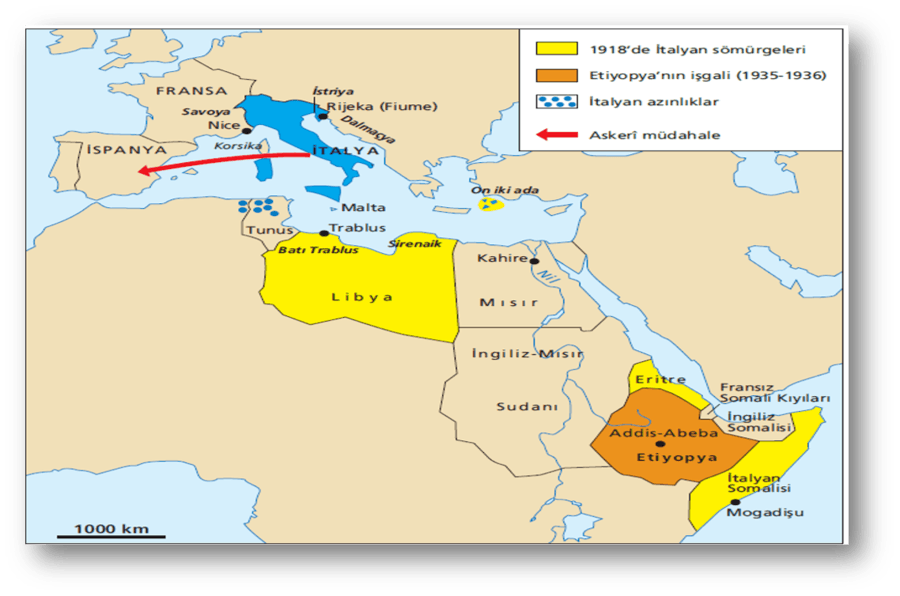 1918'de İtalyan sömürgeleri
Etiyopya'nın işgali (1935-1936)
İtalyan azınlıklar
Askerî müdahale
FRANSA
İstriya
Rijeka (Fiume)
Savoya
Nice
Dalmaçya
Korsika
İSPANYA
İTALYA
On iki ada
Malta
Tunus
Trablus
Batı Trablus
Sirenaik
Kahire
Nil
Libya
Mısır
İngiliz-Mısır
Sudanı
Eritre
Fransız
Somali Kıyıları
İngiliz
Somalisi
Addis-Abeba
Etiyopya
İtalyan
Somalisi
Mogadişu
1000 km